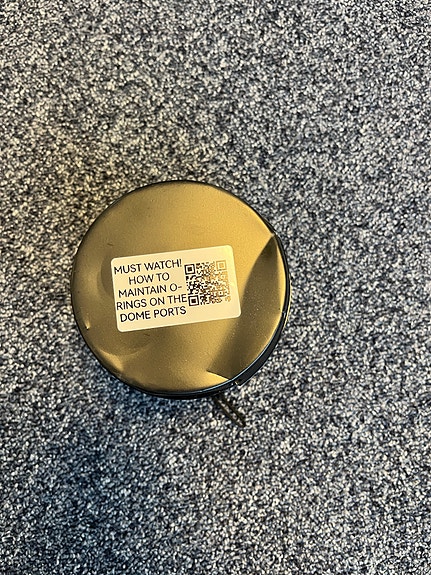 MUST WATCH!
HOW TO
MAINTAIN O-
RINGS ON THE
DOME PORTS